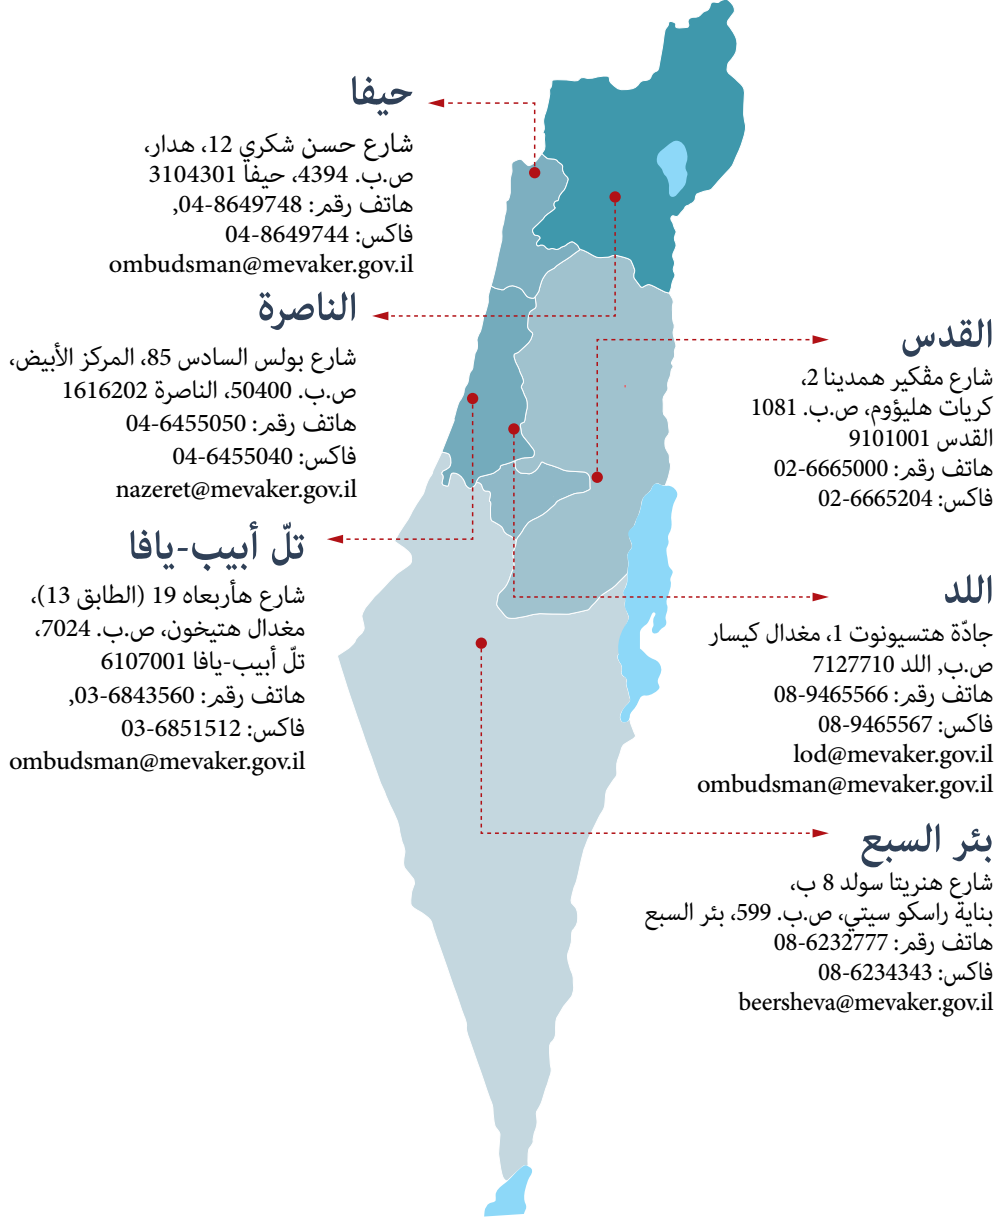 حيفا
شارع حسن شكري 12، هدار،
ص.ب. 4394، حيفا 3104301
هاتف رقم: 04-8649748,
فاكس: 04-8649744
ombudsman@mevaker.gov.il
الناصرة
شارع بولس السادس 85، المركز الأبيض،
ص.ب. 50400، الناصرة 1616202
هاتف رقم: 04-6455050
فاكس: 04-6455040
nazeret@mevaker.gov.il
تلّ أبيب-يافا
شارع هأربعاه 19 (الطابق 13)،
مغدال هتيخون، ص.ب. 7024،
تلّ أبيب-يافا 6107001
هاتف رقم: 03-6843560,
فاكس: 03-6851512
ombudsman@mevaker.gov.il
القدس
شارع مڤكير همدينا 2،
كريات هليؤوم، ص.ب. 1081
القدس 9101001
هاتف رقم: 02-6665000
فاكس: 02-6665204
اللد
جادّة هتسيونوت 1، مغدال كيسار
ص.ب, اللد 7127710
هاتف رقم: 08-9465566
فاكس: 08-9465567
lod@mevaker.gov.il
ombudsman@mevaker.gov.il
بئر السبع
شارع هنريتا سولد 8 ب،
بناية راسكو سيتي، ص.ب. 599، بئر السبع
هاتف رقم: 08-6232777
فاكس: 08-6234343
beersheva@mevaker.gov.il